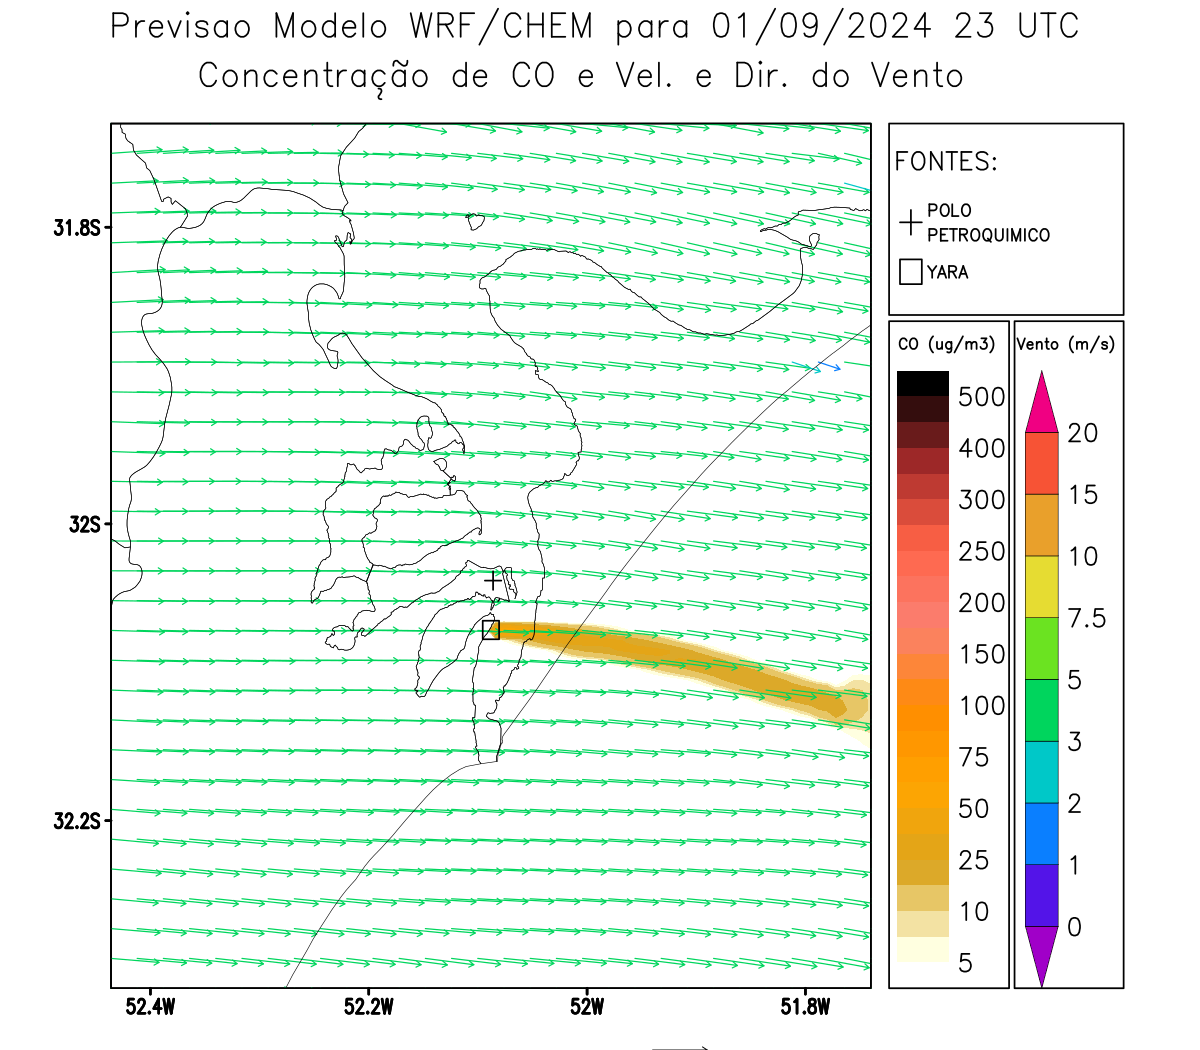 Previsao Modelo WRF/CHEM para 01/09/2024 23 UTC
Concentração de CO e Vel. e Dir. do Vento
31.8S
32S
32.2S
52.4W
52.2W
52W
51.8W
FONTES:
POLO
PETROQUIMICO
YARA
CO (ug/m3)
500
400
300
250
200
150
100
75
50
25
10
5
Vento (m/s)
20
15
10
7.5
5
3
2
1
0